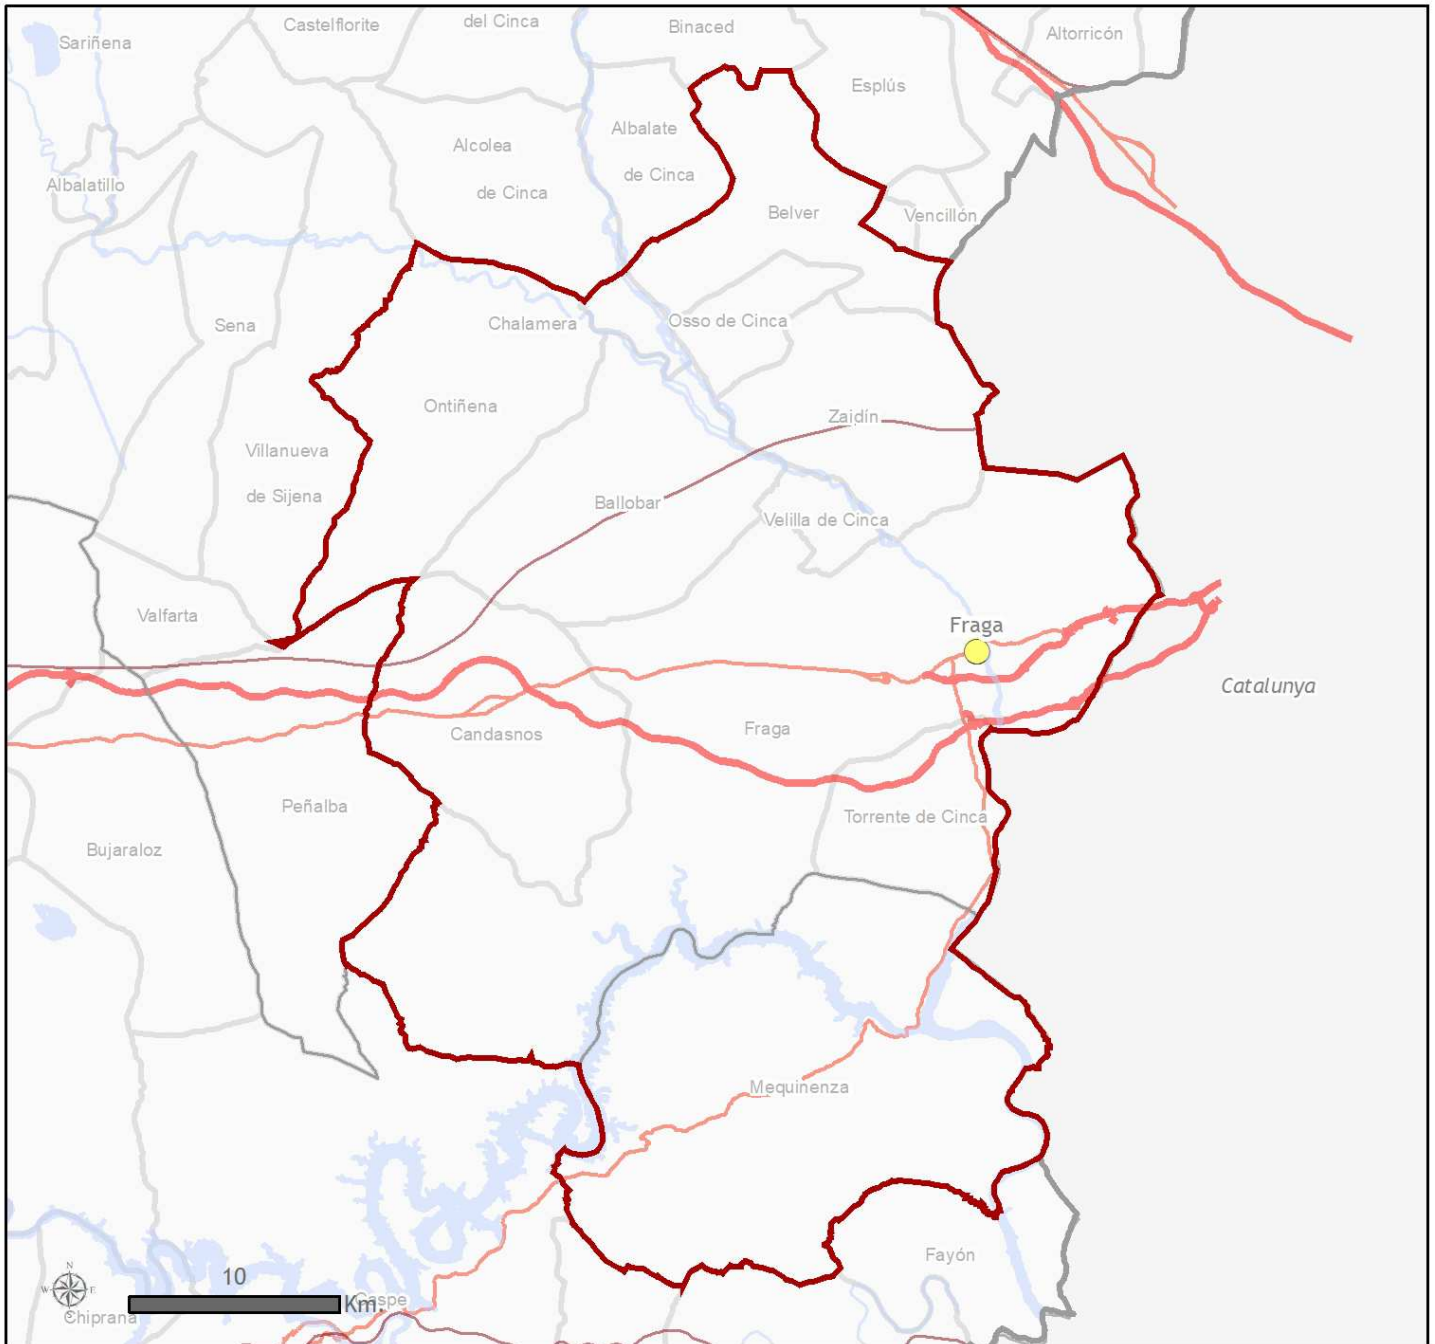 del Cinca
Castelflorite
Binaced
Altorricón
Sariñena
Esplús
Albalate
de Cinca
Alcolea
de Cinca
Albalatillo
Belver
Vencillón
Chalamera
Osso de Cinca
Sena
Ontiñena
Zaidín
Villanueva
de Sijena
Ballobar
Velilla de Cinca
Valfarta
Fraga
Catalunya
Candasnos
Fraga
Peñalba
Torrente de Cinca
Bujaraloz
Mequinenza
Fayón
N
W
E
S
10
Km.
Caspe
Chiprana